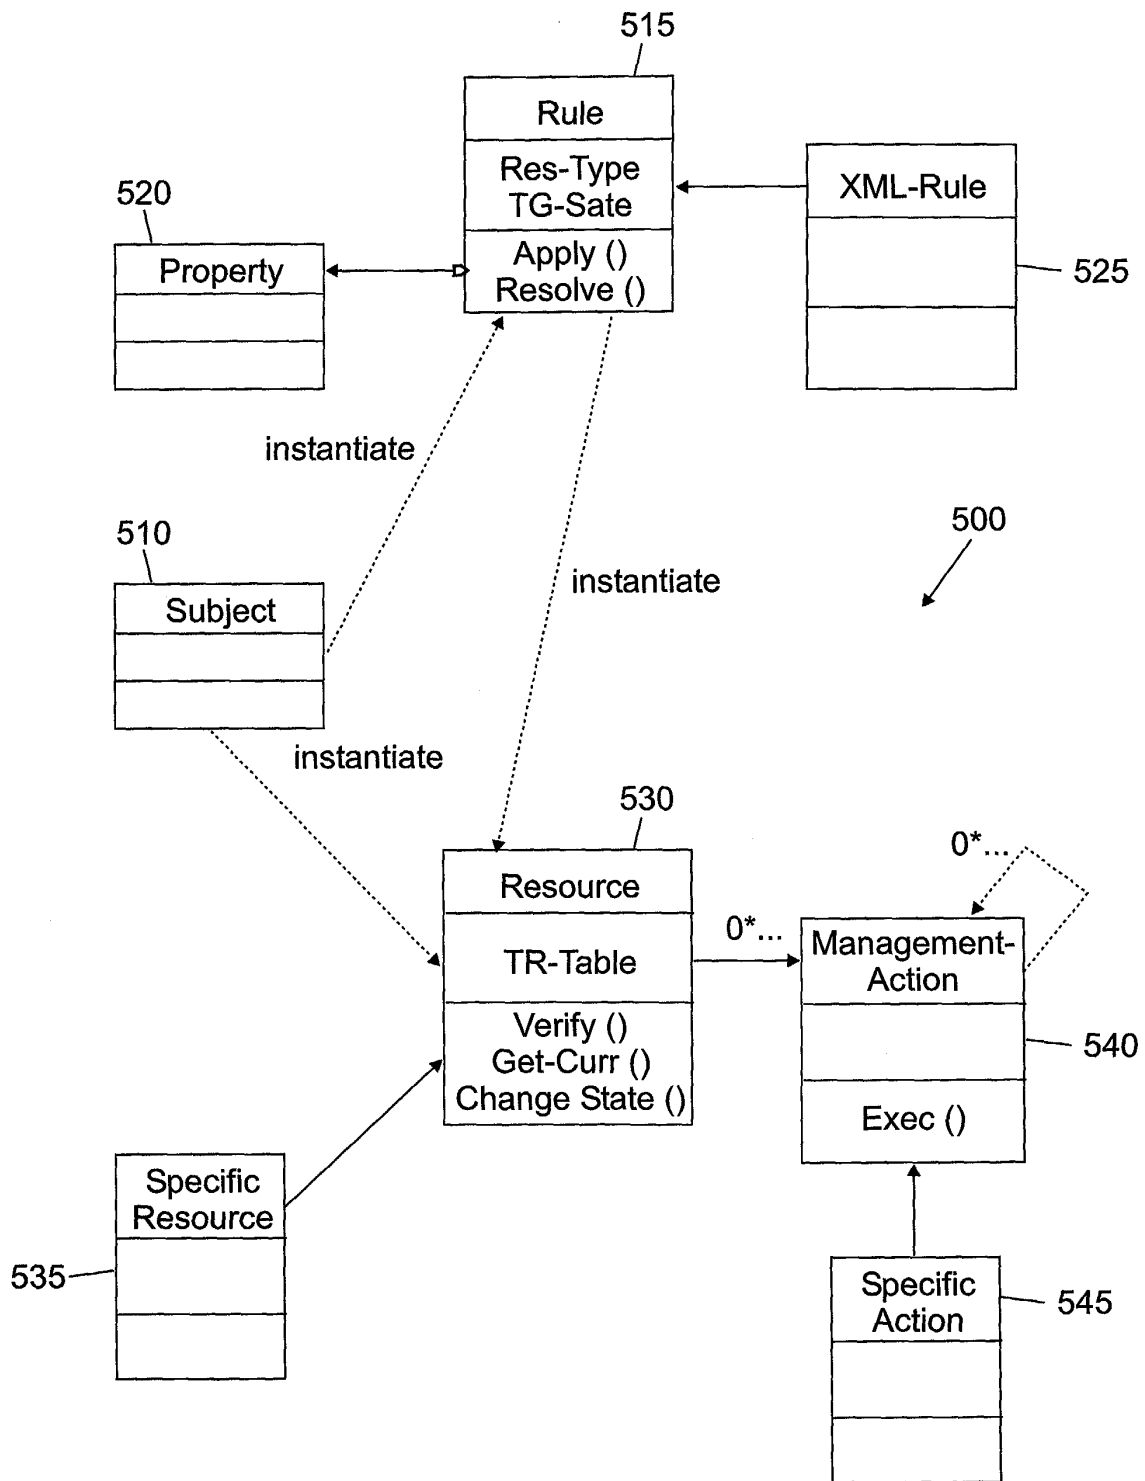 515
Rule
Res-Type
TG-Sate
Apply ()
Resolve ()
XML-Rule
525
520
Property
instantiate
510
Subject
500
instantiate
instantiate
530
Resource
TR-Table
Verify ()
Get-Curr ()
Change State ()
0*...
0*...
Management-
Action
540
Exec ()
Specific
Resource
535
Specific
Action
545